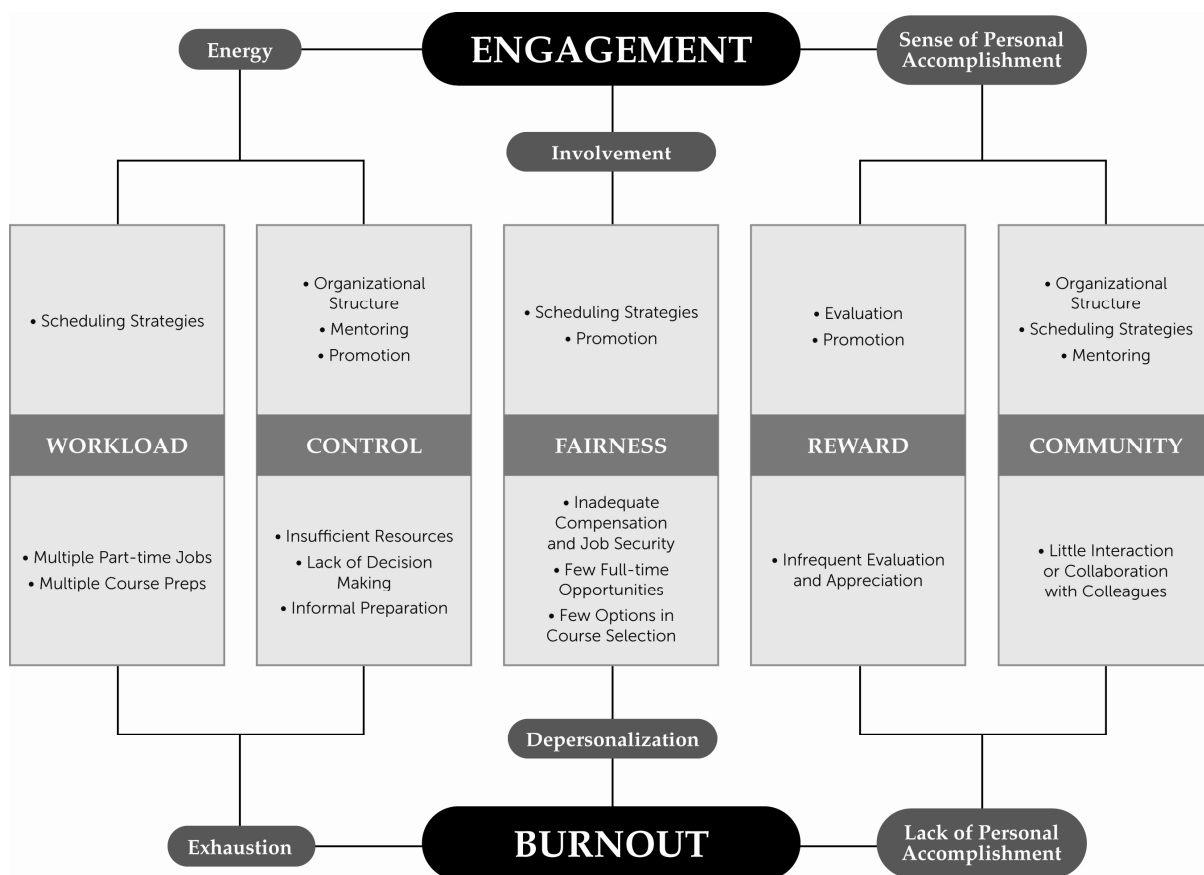 Energy
ENGAGEMENT
Sense of Personal
Accomplishment
Involvement
• Scheduling Strategies
• Organizational
Structure
• Mentoring
• Promotion
• Scheduling Strategies
• Promotion
• Evaluation
• Promotion
• Organizational
Structure
• Scheduling Strategies
• Mentoring
WORKLOAD
CONTROL
FAIRNESS
REWARD
COMMUNITY
• Multiple Part-time Jobs
• Multiple Course Preps
• Insufficient Resources
• Lack of Decision
Making
• Informal Preparation
• Inadequate
Compensation
and Job Security
• Few Full-time
Opportunities
• Few Options in
Course Selection
• Infrequent Evaluation
and Appreciation
• Little Interaction
or Collaboration
with Colleagues
Depersonalization
Exhaustion
BURNOUT
Lack of Personal
Accomplishment